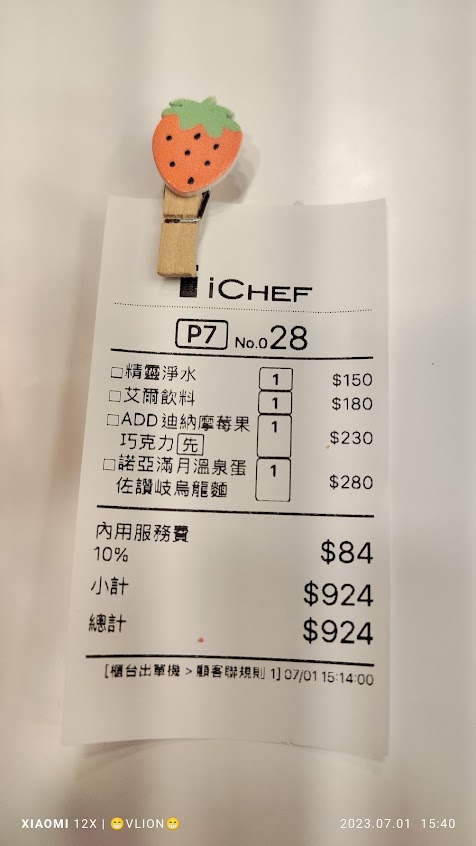 iCHEF
P7 No.028
□精靈淨水 1 $150
□艾爾飲料 1 $180
□ADD迪納摩莓果 1 $230
巧克力 先
□諾亞滿月溫泉蛋 1 $280
佐讚岐烏龍麵
內用服務費
10% $84
小計 $924
總計 $924
[櫃台出單機 > 顧客聯規則 1] 07/01 15:14:00
XIAOMI 12X | 😁VLION😁 2023.07.01 15:40